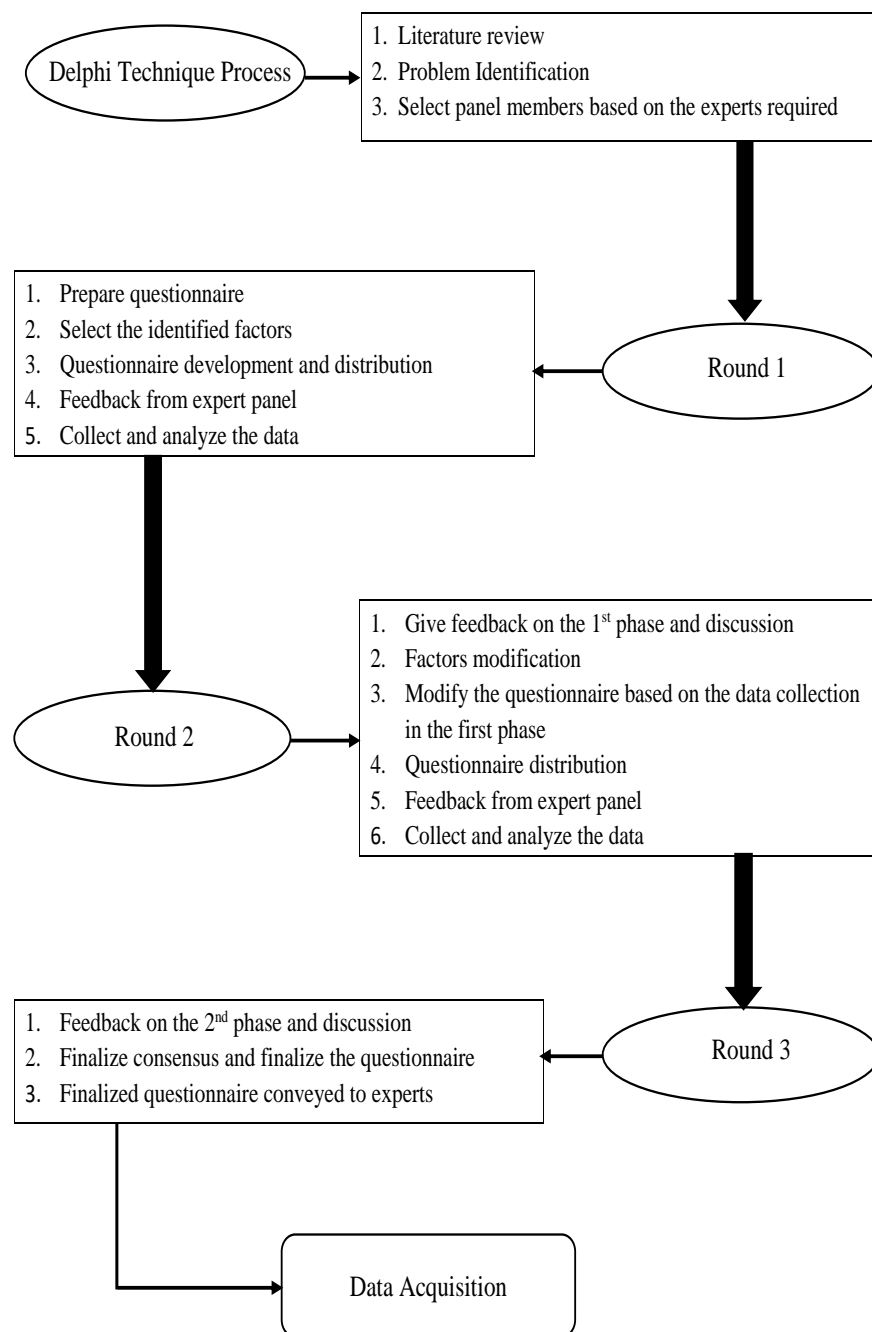 Delphi Technique Process
1. Literature review
2. Problem Identification
3. Select panel members based on the experts required
Round 1
1. Prepare questionnaire
2. Select the identified factors
3. Questionnaire development and distribution
4. Feedback from expert panel
5. Collect and analyze the data
Round 2
1. Give feedback on the 1st phase and discussion
2. Factors modification
3. Modify the questionnaire based on the data collection
in the first phase
4. Questionnaire distribution
5. Feedback from expert panel
6. Collect and analyze the data
Round 3
1. Feedback on the 2nd phase and discussion
2. Finalize consensus and finalize the questionnaire
3. Finalized questionnaire conveyed to experts
Data Acquisition